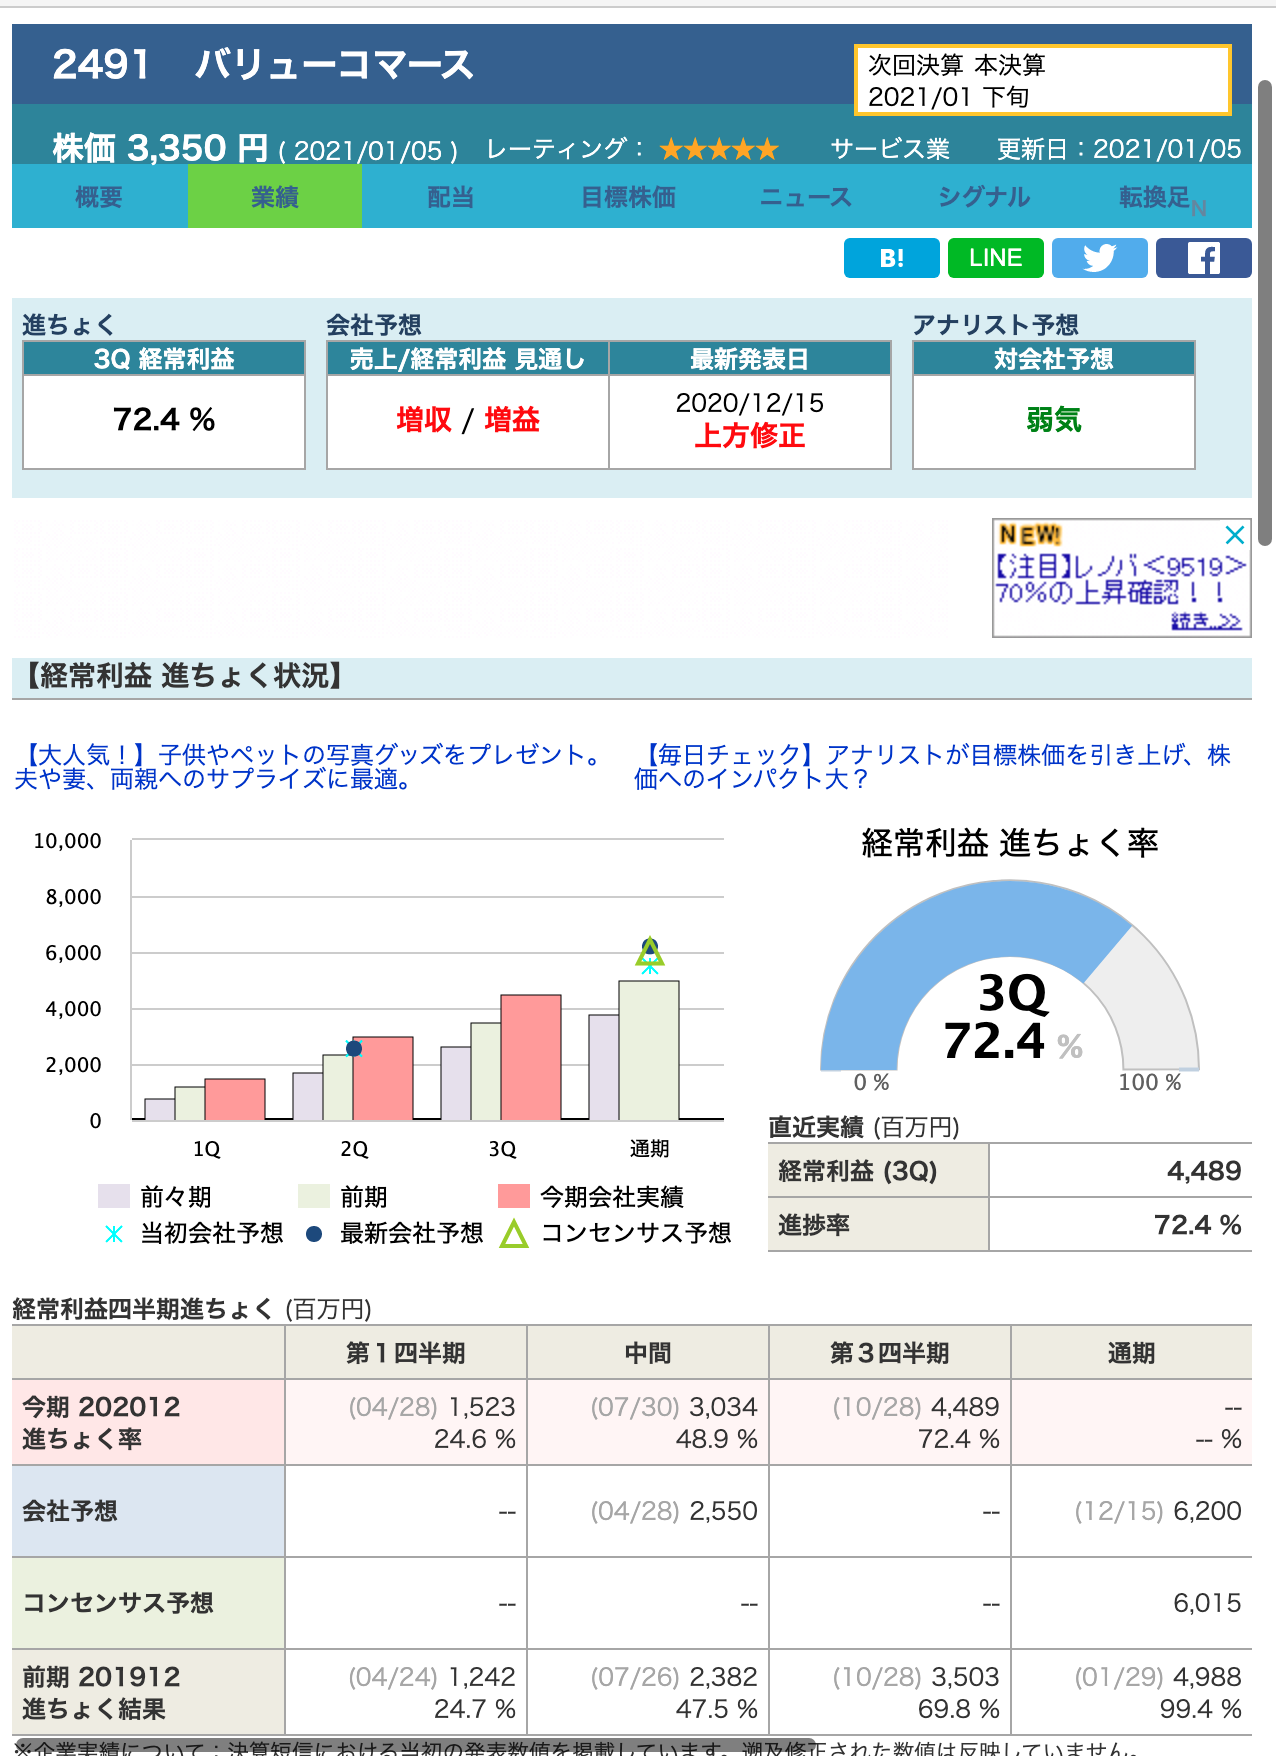 2491 バリューコマース
次回決算 本決算
2021/01 下旬
株価 3,350 円 ( 2021/01/05 ) レーティング： ★★★★★ サービス業 更新日：2021/01/05
概要 業績 配当 目標株価 ニュース シグナル 転換足N
B! LINE
進ちょく 会社予想 アナリスト予想
3Q 経常利益 売上/経常利益 見通し 最新発表日 対会社予想
72.4 % 増収 / 増益 2020/12/15 弱気
上方修正
NEW!
【注目】レノバ<9519>
70%の上昇確認！！
続き..>>
【経常利益 進ちょく状況】
【大人気！】子供やペットの写真グッズをプレゼント。
夫や妻、両親へのサプライズに最適。
【毎日チェック】アナリストが目標株価を引き上げ、株
価へのインパクト大？
10,000
8,000
6,000
4,000
2,000
0
1Q 2Q 3Q 通期
前々期 前期 今期会社実績
当初会社予想 最新会社予想 コンセンサス予想
経常利益 進ちょく率
3Q
72.4 %
0 % 100 %
直近実績 (百万円)
経常利益 (3Q) 4,489
進捗率 72.4 %
経常利益四半期進ちょく (百万円)
第１四半期 中間 第３四半期 通期
今期 202012 (04/28) 1,523 (07/30) 3,034 (10/28) 4,489 --
進ちょく率 24.6 % 48.9 % 72.4 % -- %
会社予想 -- (04/28) 2,550 -- (12/15) 6,200
コンセンサス予想 -- -- -- 6,015
前期 201912 (04/24) 1,242 (07/26) 2,382 (10/28) 3,503 (01/29) 4,988
進ちょく結果 24.7 % 47.5 % 69.8 % 99.4 %
※企業実績について：決算短信における当初の発表数値を掲載しています。遡及修正された数値は反映していません。